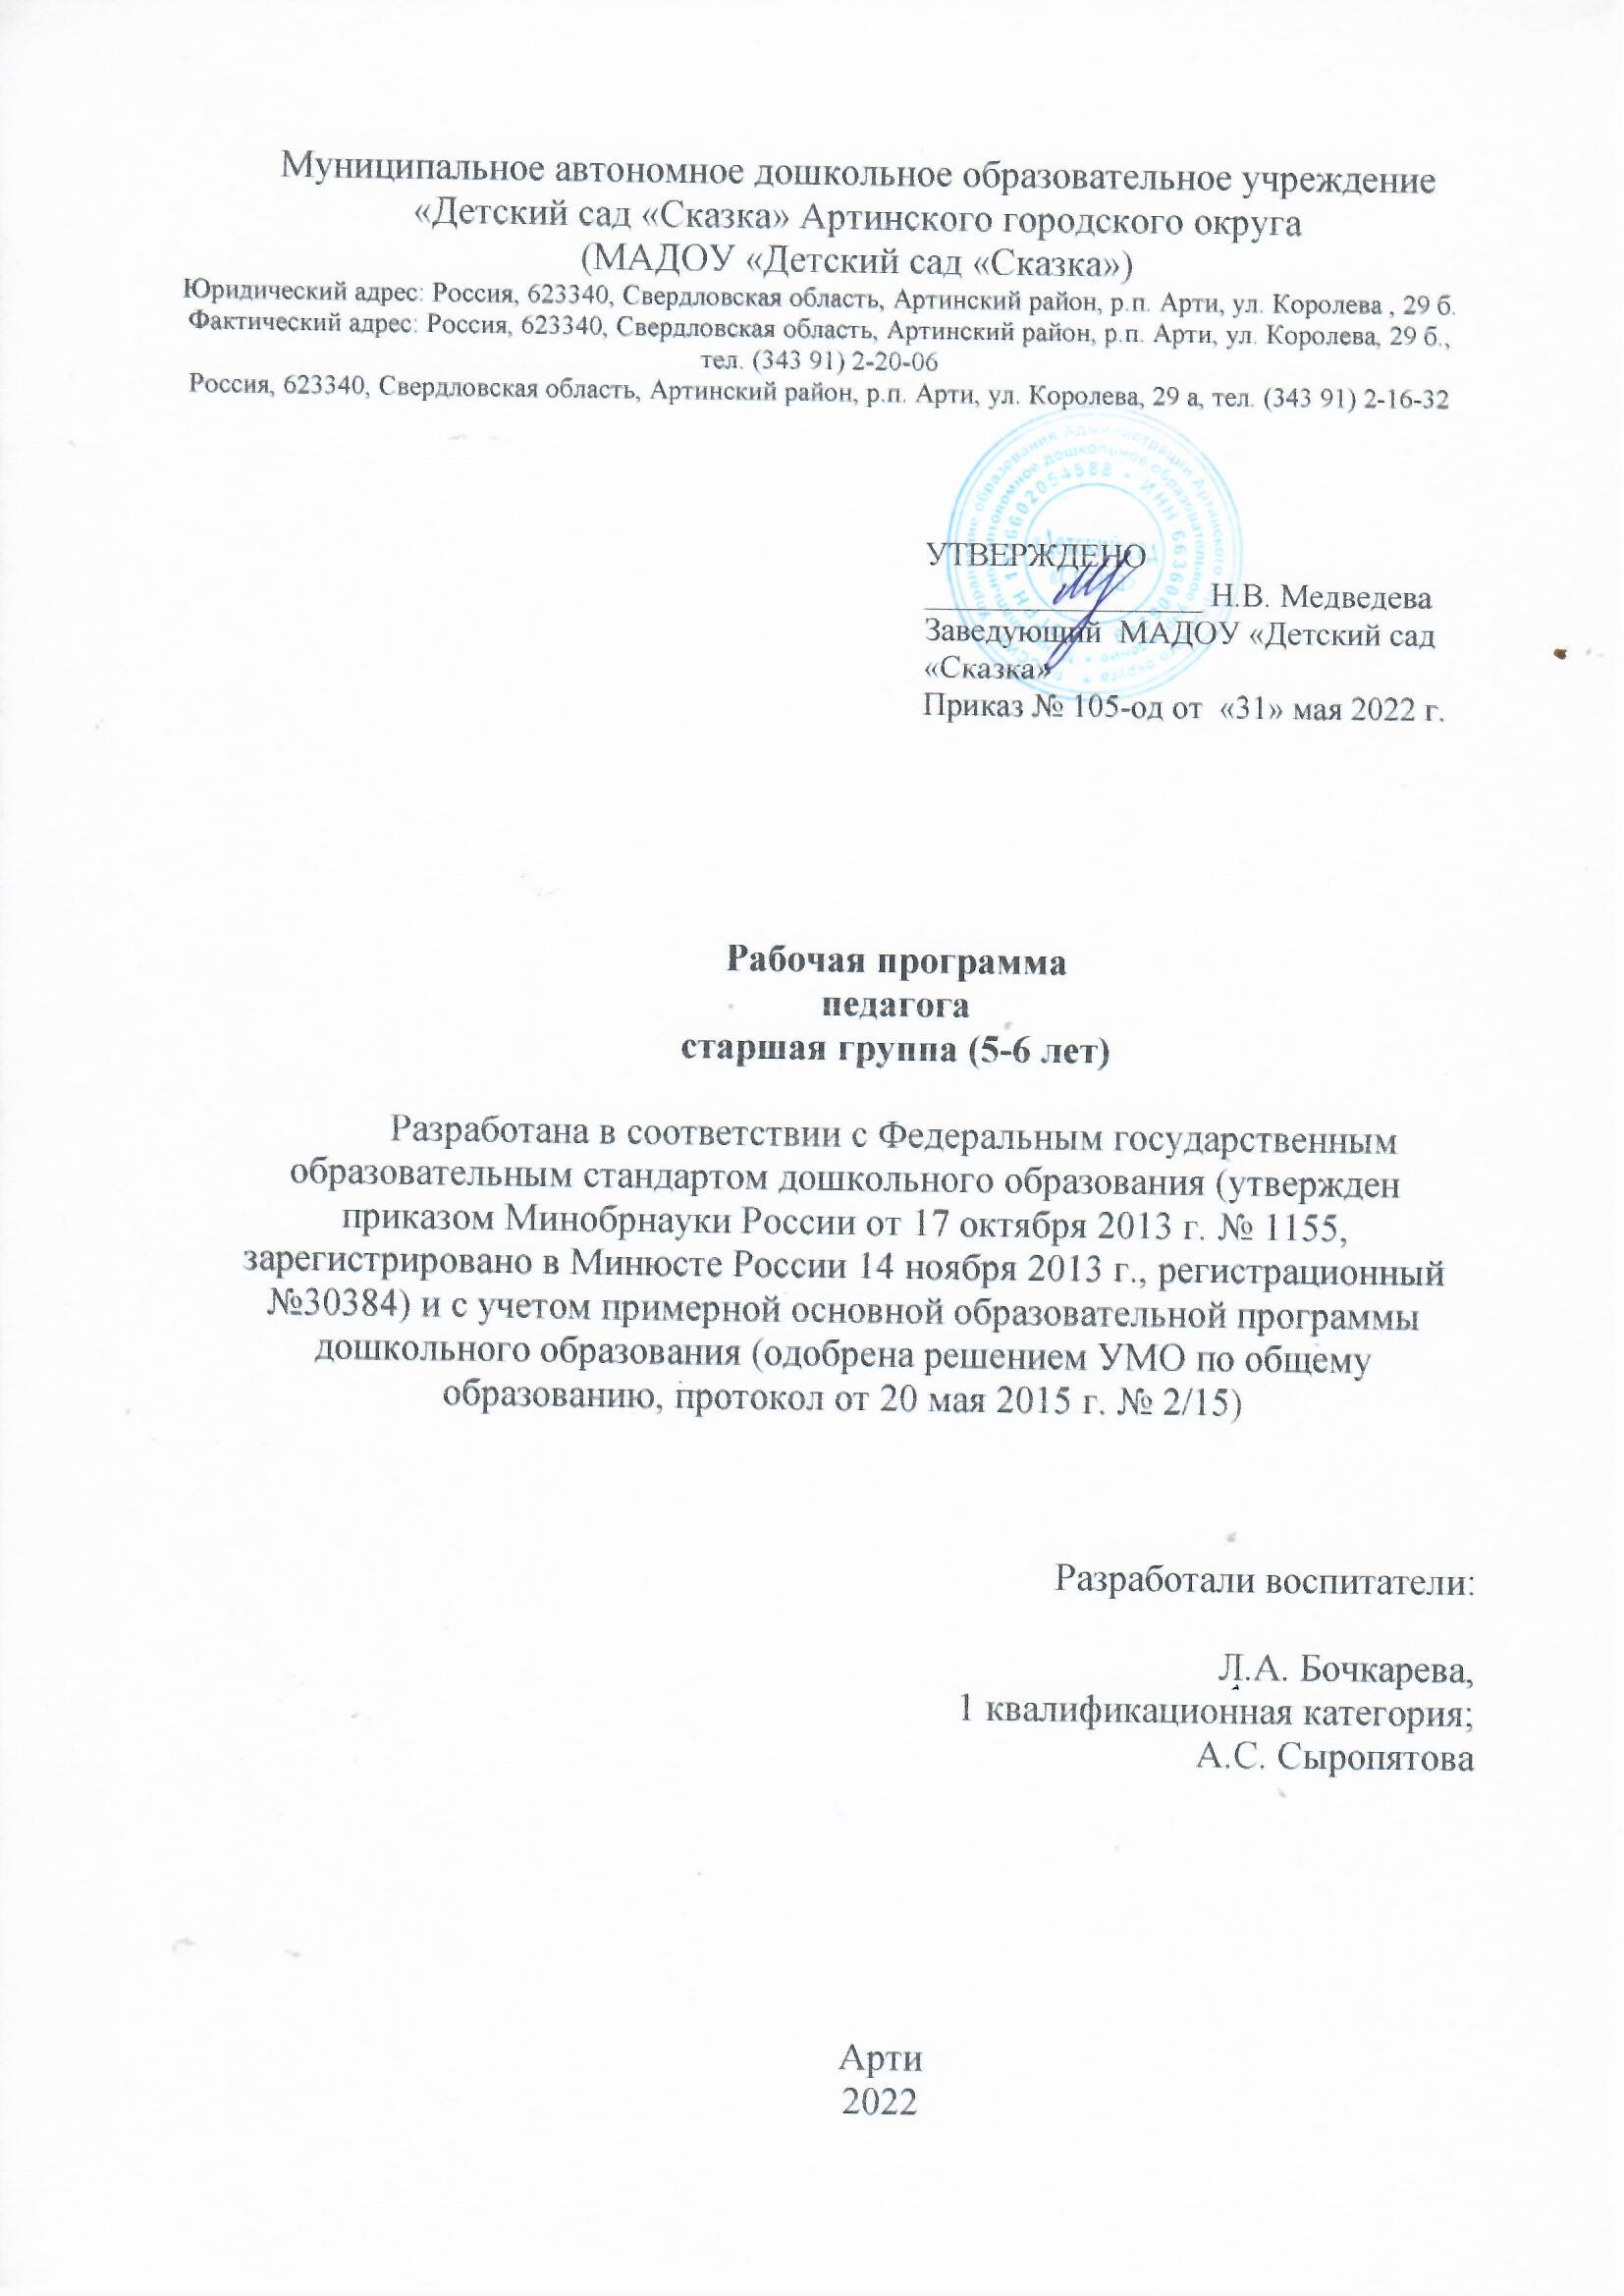 Муниципальное автономное дошкольное образовательное учреждение
«Детский сад «Сказка» Артинского городского округа
(МАДОУ «Детский сад «Сказка»)
Юридический адрес: Россия, 623340, Свердловская область, Артинский район, р.п. Арти, ул. Королева , 29 б.
Фактический адрес: Россия, 623340, Свердловская область, Артинский район, р.п. Арти, ул. Королева, 29 б.,
тел. (343 91) 2-20-06
Россия, 623340, Свердловская область, Артинский район, р.п. Арти, ул. Королева, 29 а, тел. (343 91) 2-16-32
УТВЕРЖДЕНО
Н.В. Медведева
Заведующий МАДОУ «Детский сад
«Сказка»
Приказ № 105-од от «31» мая 2022 г.
Рабочая программа
педагога
старшая группа (5-6 лет)
Разработана в соответствии с Федеральным государственным
образовательным стандартом дошкольного образования (утвержден
приказом Минобрнауки России от 17 октября 2013 г. № 1155,
зарегистрировано в Минюсте России 14 ноября 2013 г., регистрационный
№30384) и с учетом примерной основной образовательной программы
дошкольного образования (одобрена решением УМО по общему
образованию, протокол от 20 мая 2015 г. № 2/15)
Разработали воспитатели:
Л.А. Бочкарева,
1 квалификационная категория;
А.С. Сыропятова
Арти
2022